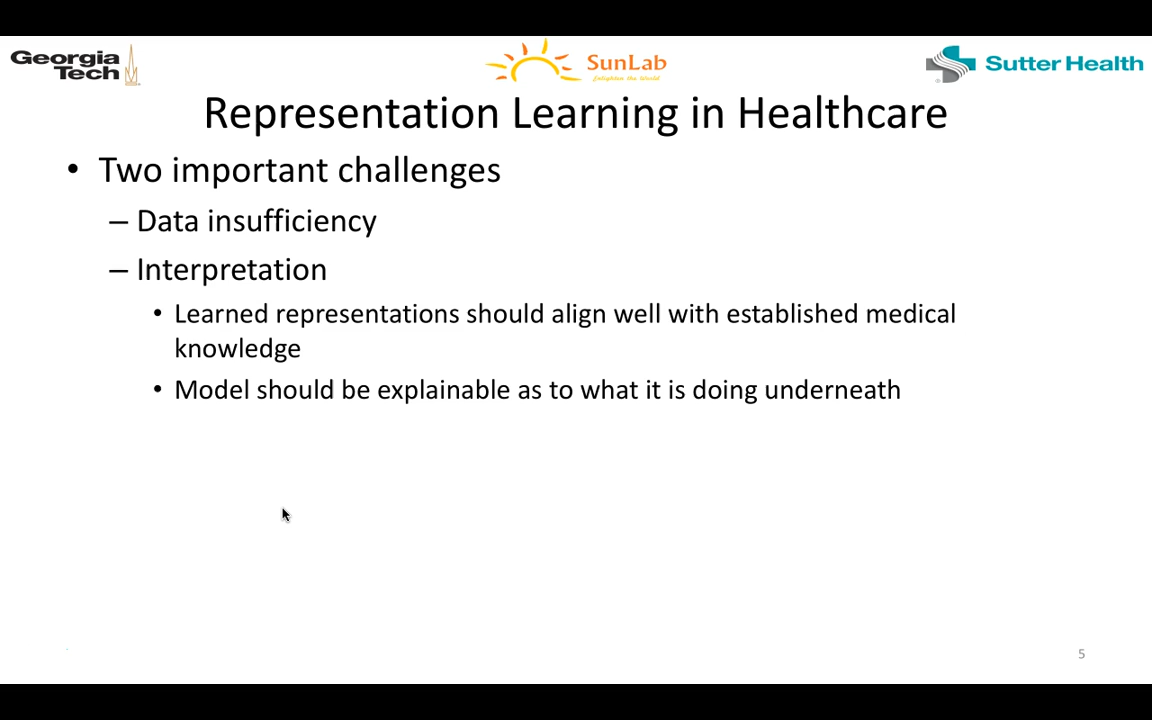 Georgia
Tech
SunLab
Enlighten the World
Sutter Health
Representation Learning in Healthcare
• Two important challenges
– Data insufficiency
– Interpretation
• Learned representations should align well with established medical
knowledge
• Model should be explainable as to what it is doing underneath
5